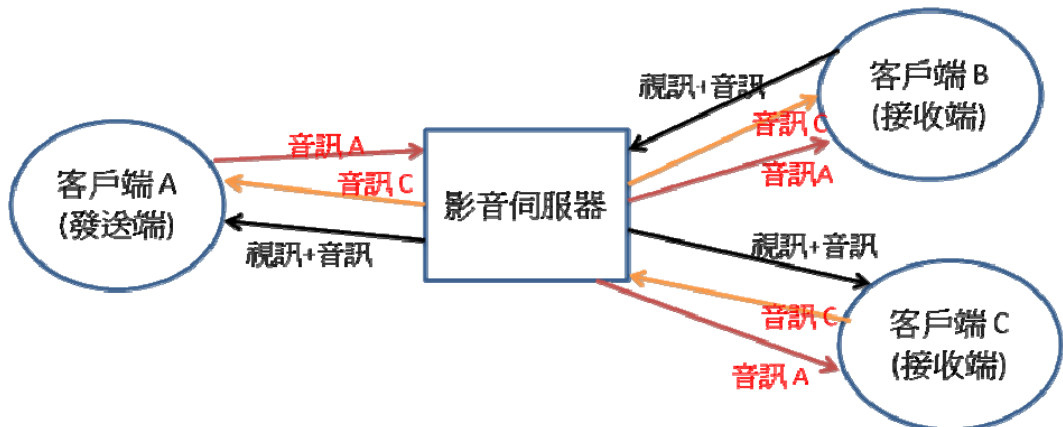 客戶端 A
(發送端)
音訊 A
音訊 C
視訊+音訊
影音伺服器
視訊+音訊
音訊 C
音訊A
客戶端 B
(接收端)
視訊+音訊
音訊 C
音訊 A
客戶端 C
(接收端)